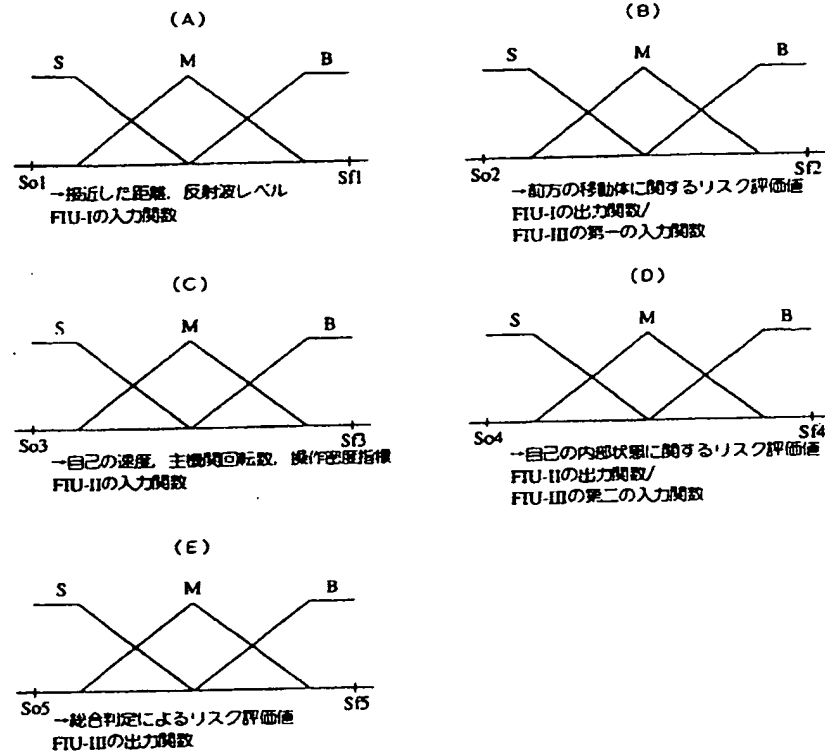 (A)
S M B
So1 Sf1
→接近した距離, 反射波レベル
FIU-Iの入力関数
(B)
S M B
So2 Sf2
→前方の移動体に関するリスク評価値
FIU-Iの出力関数/
FIU-IIIの第一の入力関数
(C)
S M B
So3 Sf3
→自己の速度, 主機関回転数, 操作密度指標
FIU-IIの入力関数
(D)
S M B
So4 Sf4
→自己の内部状態に関するリスク評価値
FIU-IIの出力関数/
FIU-IIIの第二の入力関数
(E)
S M B
So5 Sf5
→総合判定によるリスク評価値
FIU-IIIの出力関数